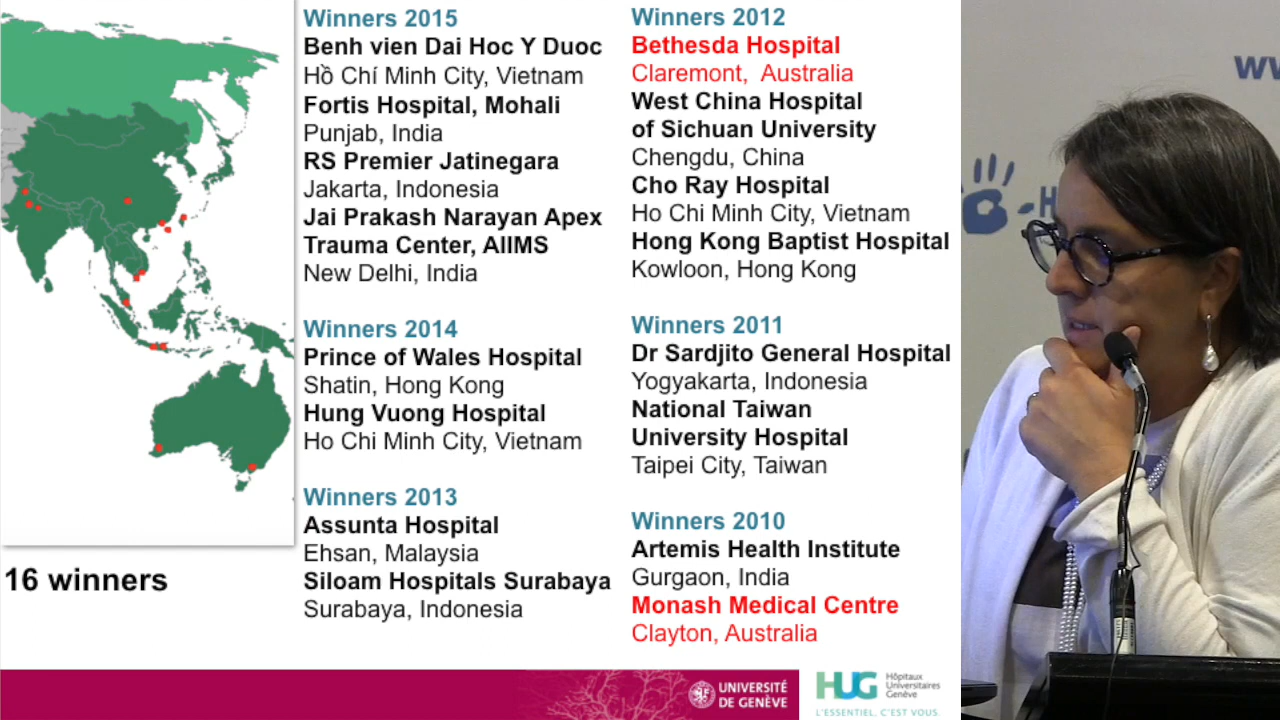 Winners 2015
Benh vien Dai Hoc Y Duoc
Hồ Chí Minh City, Vietnam
Fortis Hospital, Mohali
Punjab, India
RS Premier Jatinegara
Jakarta, Indonesia
Jai Prakash Narayan Apex
Trauma Center, AIIMS
New Delhi, India
Winners 2014
Prince of Wales Hospital
Shatin, Hong Kong
Hung Vuong Hospital
Ho Chi Minh City, Vietnam
Winners 2013
Assunta Hospital
Ehsan, Malaysia
Siloam Hospitals Surabaya
Surabaya, Indonesia
Winners 2012
Bethesda Hospital
Claremont, Australia
West China Hospital
of Sichuan University
Chengdu, China
Cho Ray Hospital
Ho Chi Minh City, Vietnam
Hong Kong Baptist Hospital
Kowloon, Hong Kong
Winners 2011
Dr Sardjito General Hospital
Yogyakarta, Indonesia
National Taiwan
University Hospital
Taipei City, Taiwan
Winners 2010
Artemis Health Institute
Gurgaon, India
Monash Medical Centre
Clayton, Australia
16 winners
UNIVERSITÉ
DE GENÈVE
HUG
Hôpitaux
Universitaires
Genève
L'ESSENTIEL, C'EST VOUS.
-H